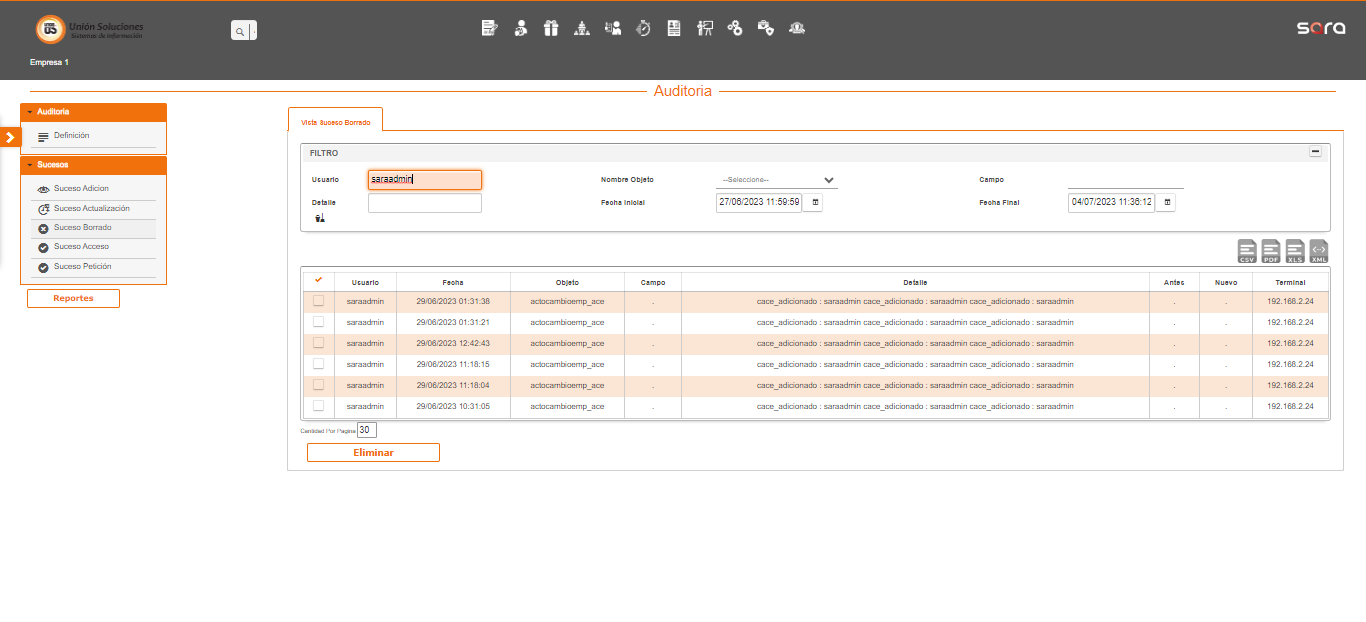 Unión Soluciones
Sistemas de Información
sara
Empresa 1
Auditoria
Auditoria
Definición
Sucesos
Suceso Adicion
Suceso Actualización
Suceso Borrado
Suceso Acceso
Suceso Petición
Reportes
Vista Suceso Borrado
FILTRO
Usuario saraadmin Nombre Objeto --Seleccione-- Campo
Detalle Fecha Inicial 27/06/2023 11:59:59 Fecha Final 04/07/2023 11:36:12
CSV PDF XLS XML
Usuario Fecha Objeto Campo Detalle Antes Nuevo Terminal
saraadmin 29/06/2023 01:31:38 actocambioemp_ace . cace_adicionado : saraadmin cace_adicionado : saraadmin cace_adicionado : saraadmin . . 192.168.2.24
saraadmin 29/06/2023 01:31:21 actocambioemp_ace . cace_adicionado : saraadmin cace_adicionado : saraadmin cace_adicionado : saraadmin . . 192.168.2.24
saraadmin 29/06/2023 12:42:43 actocambioemp_ace . cace_adicionado : saraadmin cace_adicionado : saraadmin cace_adicionado : saraadmin . . 192.168.2.24
saraadmin 29/06/2023 11:18:15 actocambioemp_ace . cace_adicionado : saraadmin cace_adicionado : saraadmin cace_adicionado : saraadmin . . 192.168.2.24
saraadmin 29/06/2023 11:18:04 actocambioemp_ace . cace_adicionado : saraadmin cace_adicionado : saraadmin cace_adicionado : saraadmin . . 192.168.2.24
saraadmin 29/06/2023 10:31:05 actocambioemp_ace . cace_adicionado : saraadmin cace_adicionado : saraadmin cace_adicionado : saraadmin . . 192.168.2.24
Cantidad Por Pagina 30
Eliminar